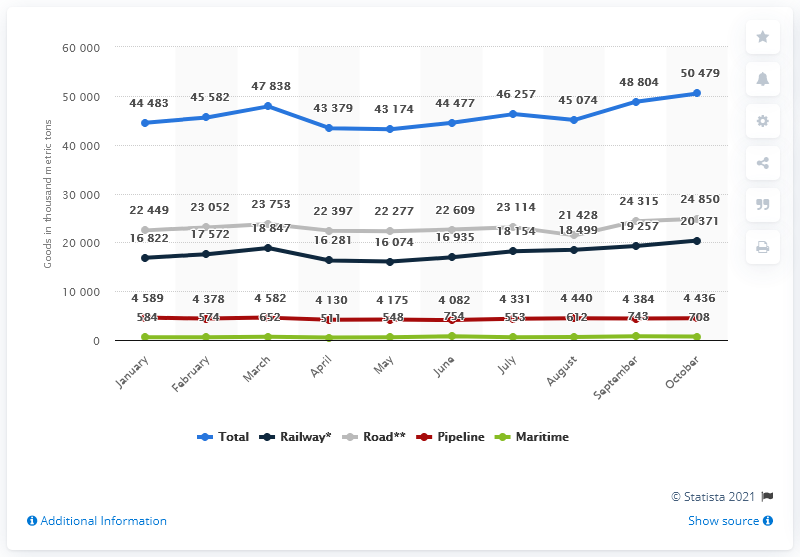 60 000
50 000
40 000
30 000
20 000
10 000
0
Goods in thousand metric tons
44 483 45 582 47 838 43 379 43 174 44 477 46 257 45 074 48 804 50 479
22 449 23 052 23 753 22 397 22 277 22 609 23 114 21 428 24 315 24 850
16 822 17 572 18 847 16 281 16 074 16 935 18 154 18 499 19 257 20 371
4 589 4 378 4 582 4 130 4 175 4 082 4 331 4 440 4 384 4 436
584 574 652 511 548 754 553 612 743 708
January February March April May June July August September October
Total Railway* Road** Pipeline Maritime
© Statista 2021
Additional Information
Show source